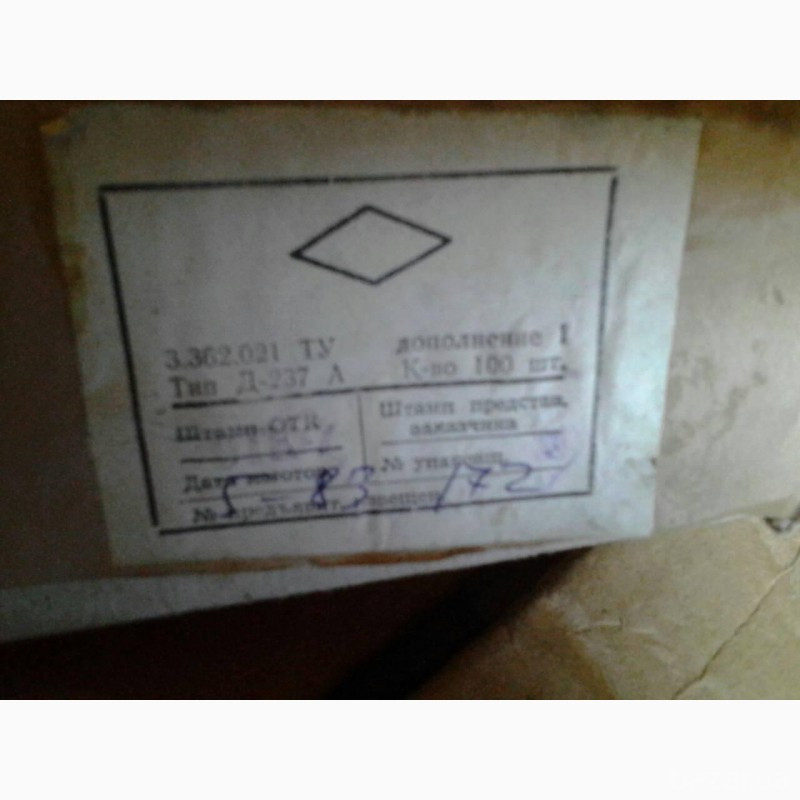 3.362.021 ТУ дополнение 1
Тип Д-237 А К-во 100 шт.
Штамп ОТК Штамп представ. заказчика
Дата изготов. № упаковки
5-83 172
№ предъявит.